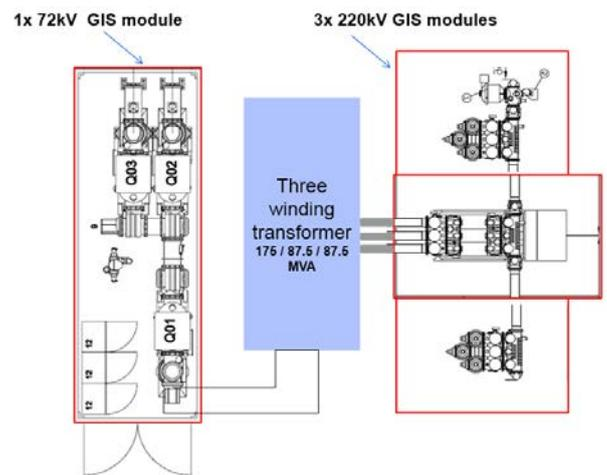 1x 72kV GIS module
3x 220kV GIS modules
Q03
Q02
Three
winding
transformer
175 / 87.5 / 87.5
MVA
Q01
12
12
12